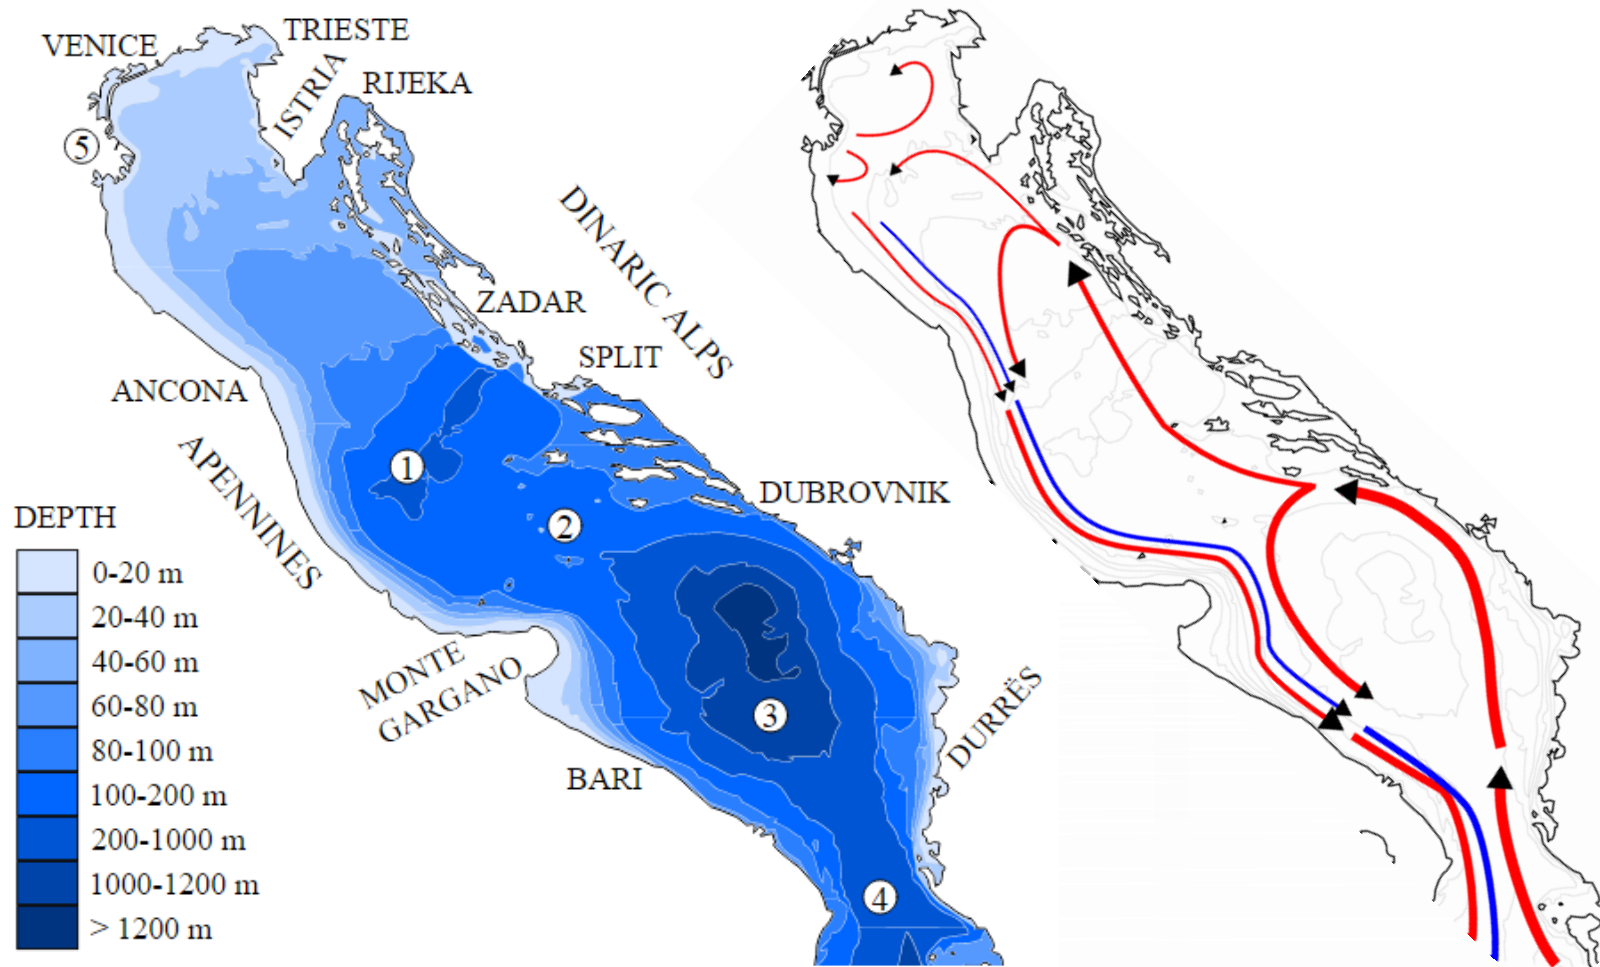 TRIESTE
VENICE
ISTRIA
RIJEKA
5
DINARIC ALPS
ZADAR
SPLIT
ANCONA
APENNINES
1
2
DUBROVNIK
DEPTH
0-20 m
20-40 m
40-60 m
60-80 m
80-100 m
100-200 m
200-1000 m
1000-1200 m
> 1200 m
MONTE
GARGANO
3
DURRËS
BARI
4